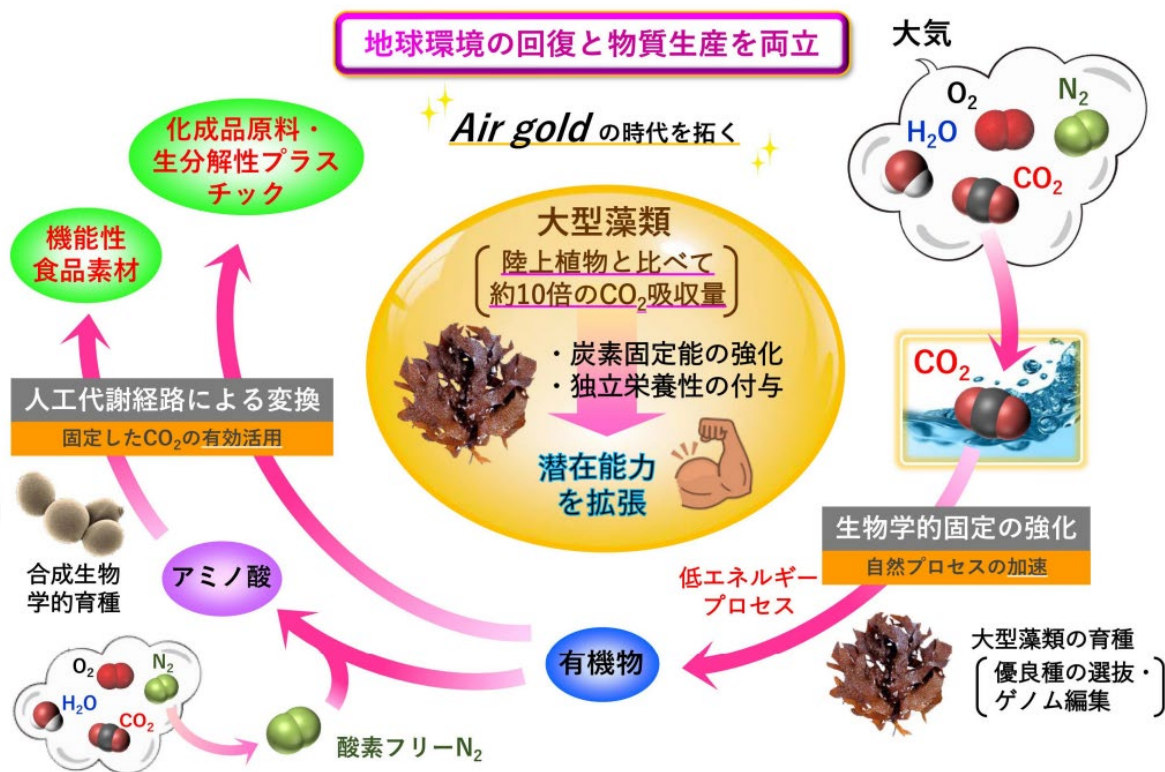 地球環境の回復と物質生産を両立
Air gold の時代を拓く
大気
O₂
N₂
H₂O
CO₂
化成品原料・
生分解性プラス
チック
機能性
食品素材
大型藻類
陸上植物と比べて
約10倍のCO₂吸収量
・炭素固定能の強化
・独立栄養性の付与
潜在能力
を拡張
CO₂
人工代謝経路による変換
固定したCO₂の有効活用
生物学的固定の強化
自然プロセスの加速
合成生物
学的育種
アミノ酸
低エネルギー
プロセス
有機物
大型藻類の育種
優良種の選抜・
ゲノム編集
O₂
N₂
H₂O
CO₂
酸素フリーN₂